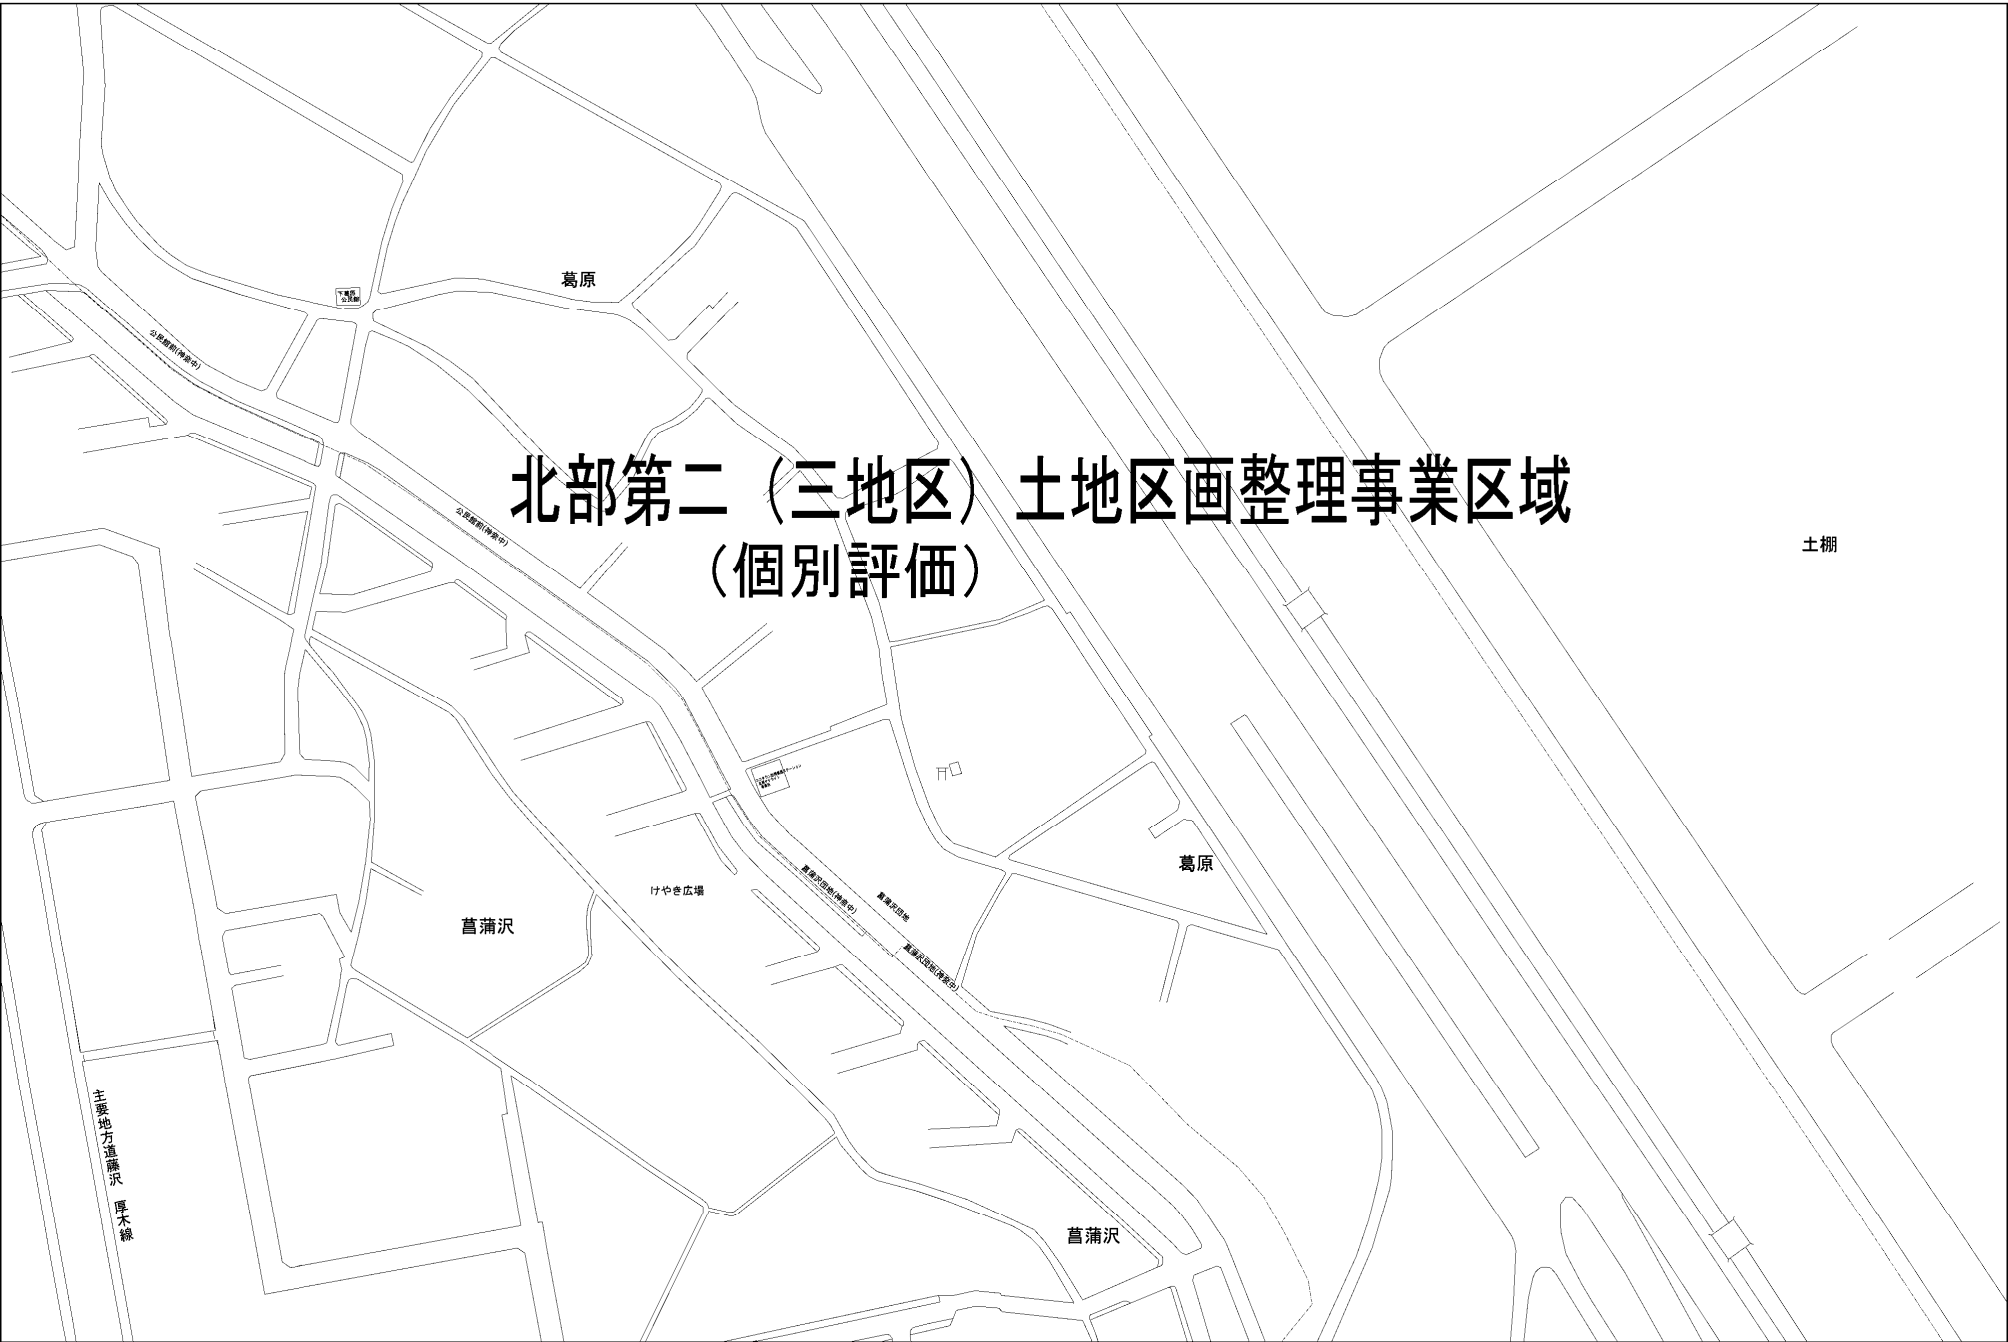 葛原
下葛原
公民館
公民館前(神奈中)
北部第二（三地区）土地区画整理事業区域
（個別評価）
公民館前(神奈中)
土棚
葛原
けやき広場
菖蒲沢団地(神奈中)
菖蒲沢団地
菖蒲沢
菖蒲沢団地(神奈中)
主要地方道藤沢 厚木線
菖蒲沢